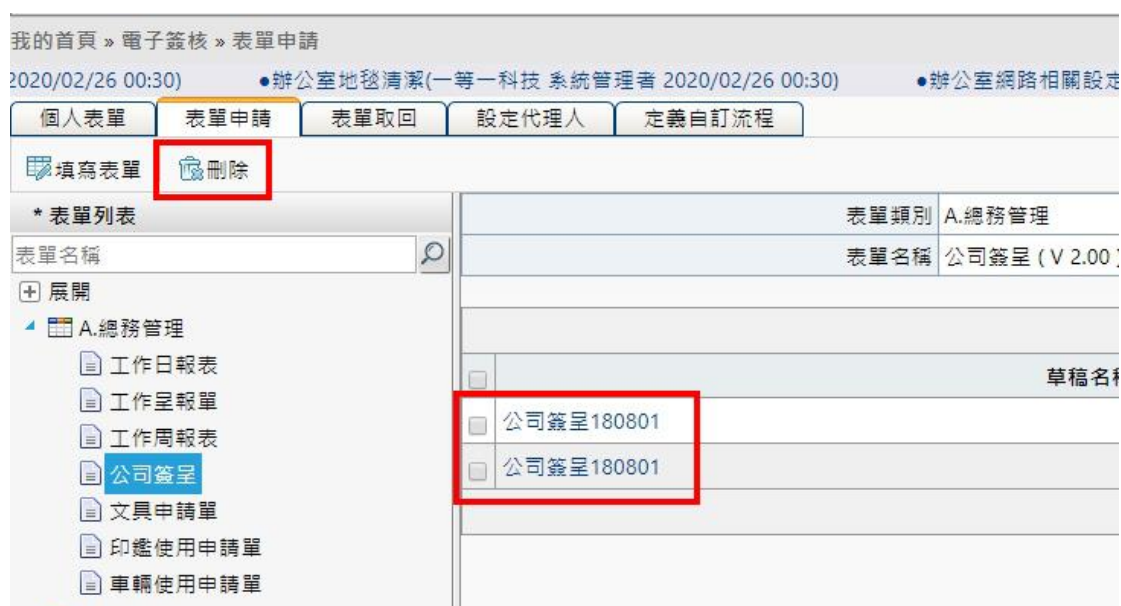 我的首頁 » 電子簽核 » 表單申請
2020/02/26 00:30) ●辦公室地毯清潔(一等一科技 系統管理者 2020/02/26 00:30) ●辦公室網路相關設定
個人表單 表單申請 表單取回 設定代理人 定義自訂流程
填寫表單 刪除
* 表單列表
表單名稱
展開
A.總務管理
工作日報表
工作呈報單
工作周報表
公司簽呈
文具申請單
印鑑使用申請單
車輛使用申請單
表單類別 A.總務管理
表單名稱 公司簽呈 ( V 2.00 )
草稿名稱
公司簽呈180801
公司簽呈180801